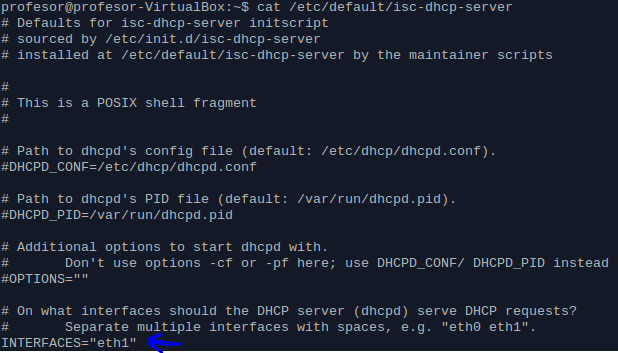 profesor@profesor-VirtualBox:~$ cat /etc/default/isc-dhcp-server
# Defaults for isc-dhcp-server initscript
# sourced by /etc/init.d/isc-dhcp-server
# installed at /etc/default/isc-dhcp-server by the maintainer scripts
#
# This is a POSIX shell fragment
#
# Path to dhcpd's config file (default: /etc/dhcp/dhcpd.conf).
#DHCPD_CONF=/etc/dhcp/dhcpd.conf
# Path to dhcpd's PID file (default: /var/run/dhcpd.pid).
#DHCPD_PID=/var/run/dhcpd.pid
# Additional options to start dhcpd with.
#       Don't use options -cf or -pf here; use DHCPD_CONF/ DHCPD_PID instead
#OPTIONS=""
# On what interfaces should the DHCP server (dhcpd) serve DHCP requests?
#       Separate multiple interfaces with spaces, e.g. "eth0 eth1".
INTERFACES="eth1"